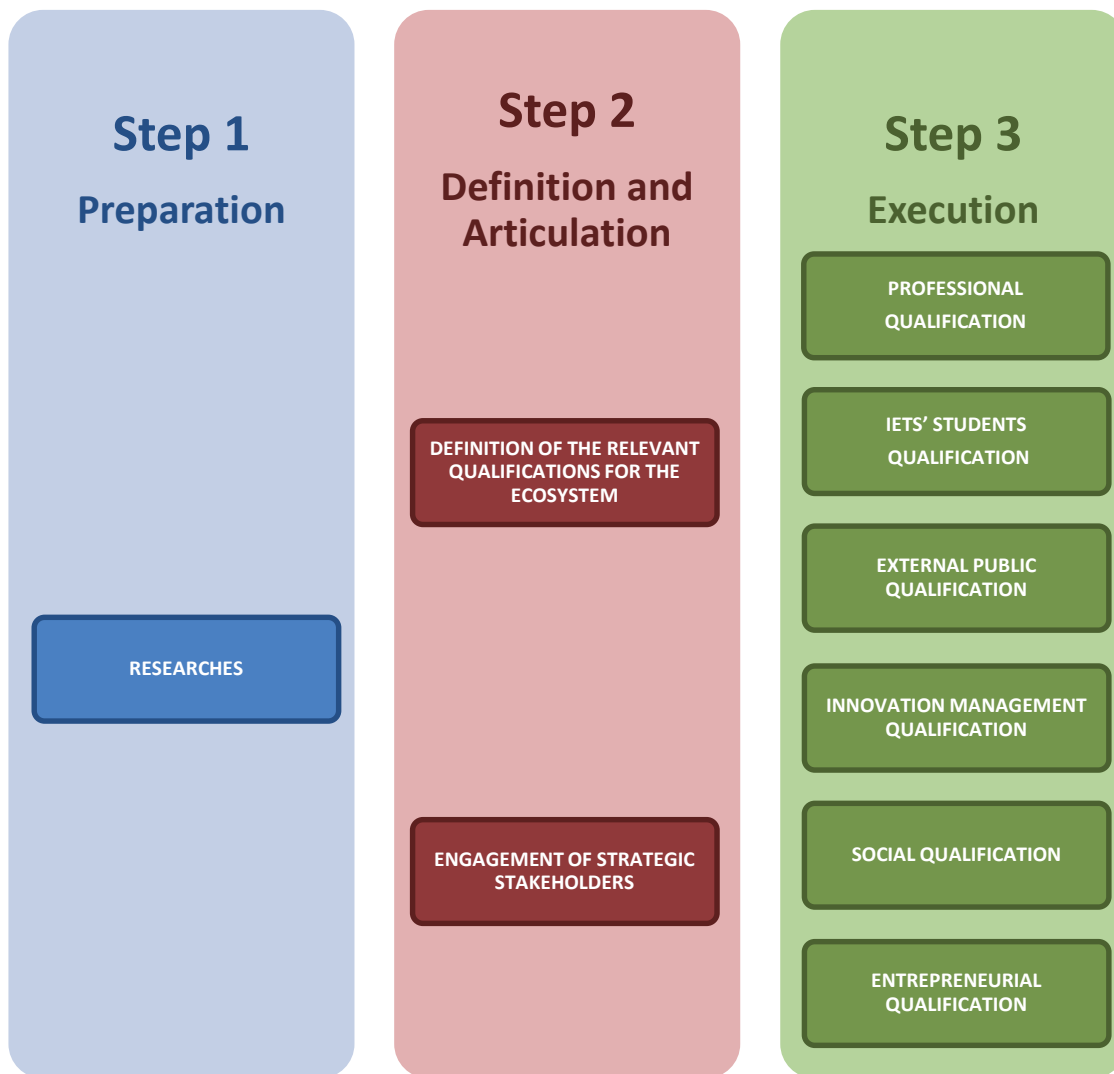 Step 1
Preparation
RESEARCHES
Step 2
Definition and
Articulation
DEFINITION OF THE RELEVANT
QUALIFICATIONS FOR THE
ECOSYSTEM
ENGAGEMENT OF STRATEGIC
STAKEHOLDERS
Step 3
Execution
PROFESSIONAL
QUALIFICATION
IETS’ STUDENTS
QUALIFICATION
EXTERNAL PUBLIC
QUALIFICATION
INNOVATION MANAGEMENT
QUALIFICATION
SOCIAL QUALIFICATION
ENTREPRENEURIAL
QUALIFICATION